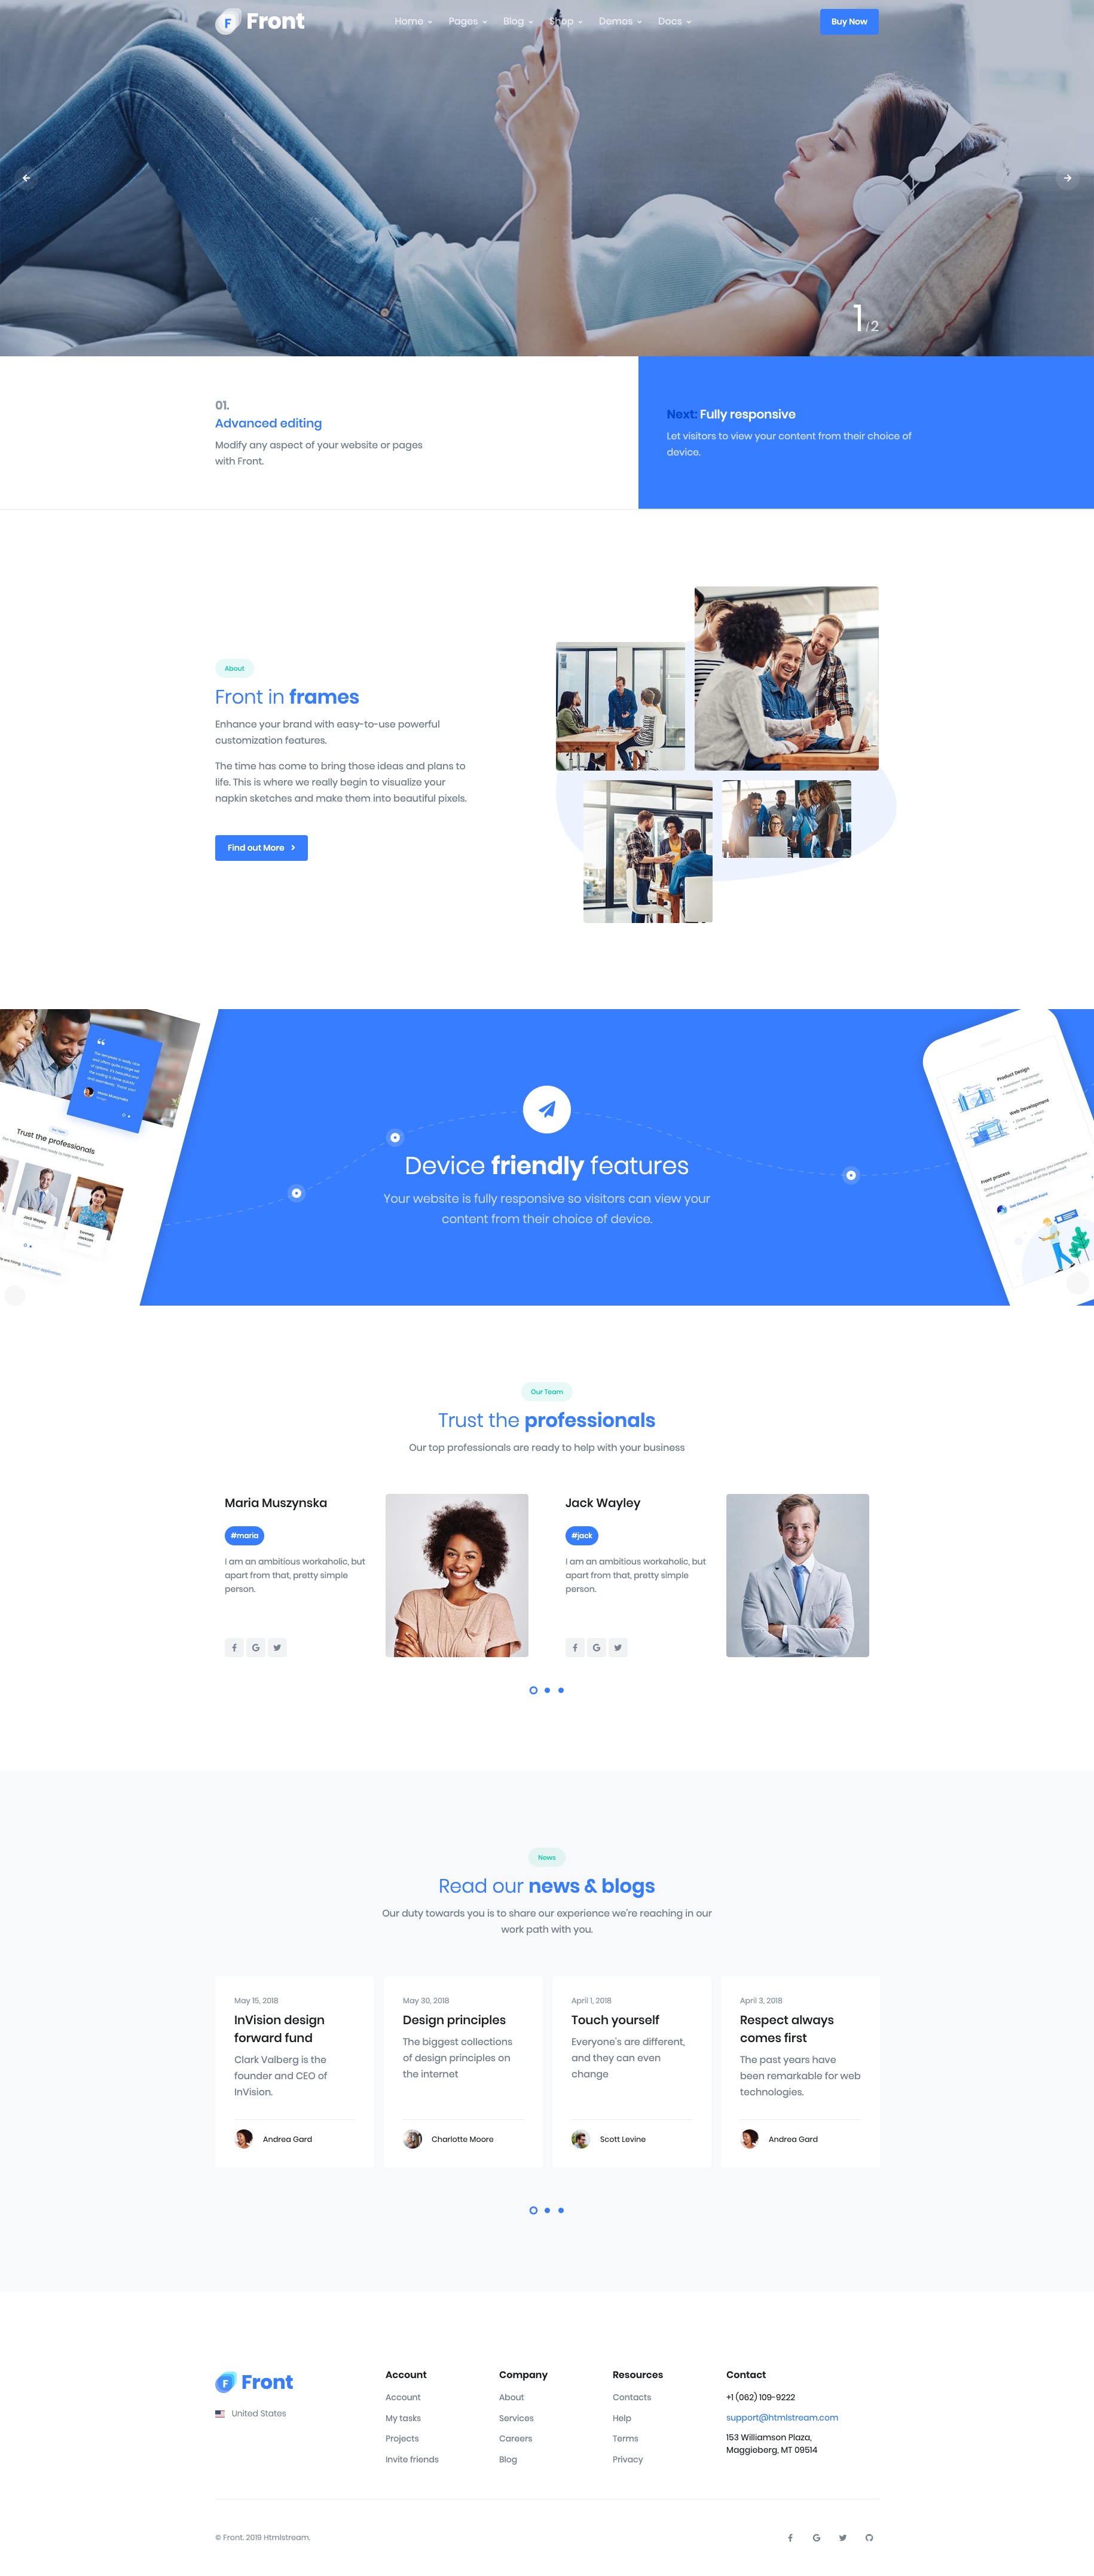 Front
Home Pages Blog Shop Demos Docs
Buy Now
1/2
01.
Advanced editing
Modify any aspect of your website or pages
with Front.
Next: Fully responsive
Let visitors to view your content from their choice of
device.
About
Front in frames
Enhance your brand with easy-to-use powerful
customization features.
The time has come to bring those ideas and plans to
life. This is where we really begin to visualize your
napkin sketches and make them into beautiful pixels.
Find out More
Trust the professionals
Product Design
Web Development
Front process
Device friendly features
Your website is fully responsive so visitors can view your
content from their choice of device.
Our Team
Trust the professionals
Our top professionals are ready to help with your business
Maria Muszynska
#maria
I am an ambitious workaholic, but
apart from that, pretty simple
person.
Jack Wayley
#jack
I am an ambitious workaholic, but
apart from that, pretty simple
person.
News
Read our news & blogs
Our duty towards you is to share our experience we're reaching in our
work path with you.
May 15, 2018
InVision design
forward fund
Clark Valberg is the
founder and CEO of
InVision.
Andrea Gard
May 30, 2018
Design principles
The biggest collections
of design principles on
the internet
Charlotte Moore
April 1, 2018
Touch yourself
Everyone's are different,
and they can even
change
Scott Levine
April 3, 2018
Respect always
comes first
The past years have
been remarkable for web
technologies.
Andrea Gard
Front
United States
Account
Account
My tasks
Projects
Invite friends
Company
About
Services
Careers
Blog
Resources
Contacts
Help
Terms
Privacy
Contact
+1 (062) 109-9222
support@htmlstream.com
153 Williamson Plaza,
Maggieberg, MT 09514
© Front. 2019 Htmlstream.